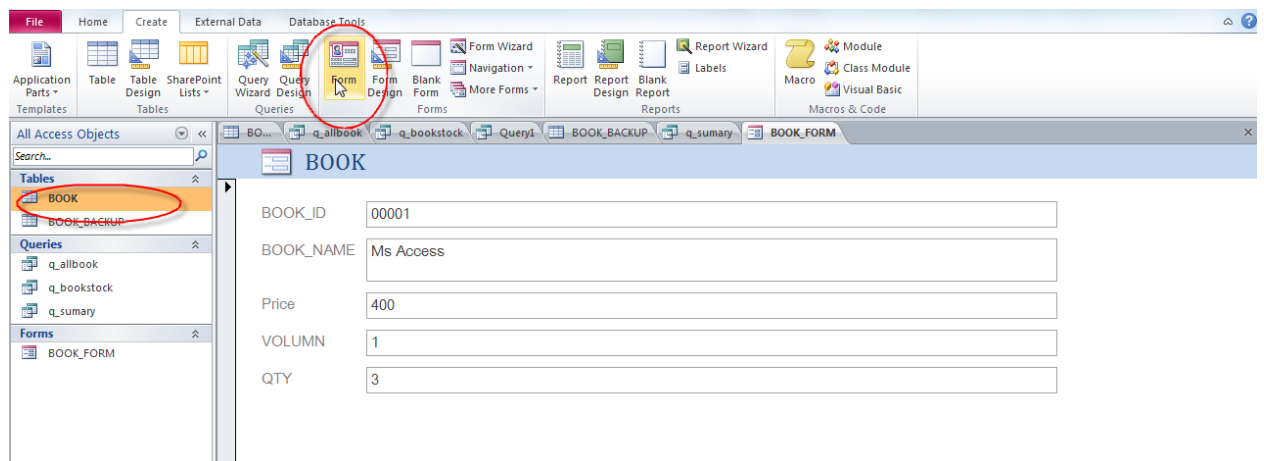 File Home Create External Data Database Tools
Application Parts Table Table Design SharePoint Lists Query Wizard Query Design Form Form Design Blank Form Form Wizard Navigation More Forms Report Report Design Blank Report Report Wizard Labels Macro Module Class Module Visual Basic
Templates Tables Queries Forms Reports Macros & Code
All Access Objects
BO... q_allbook q_bookstock Query1 BOOK_BACKUP q_sumary BOOK_FORM
Search...
BOOK
Tables
BOOK
BOOK_BACKUP
Queries
q_allbook
q_bookstock
q_sumary
Forms
BOOK_FORM
BOOK_ID 00001
BOOK_NAME Ms Access
Price 400
VOLUMN 1
QTY 3